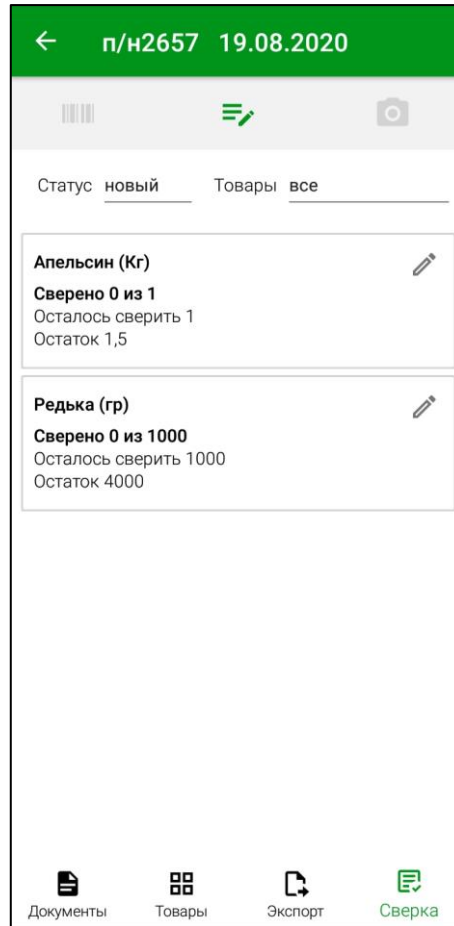 п/н2657 19.08.2020
Статус новый Товары все
Апельсин (Кг)
Сверено 0 из 1
Осталось сверить 1
Остаток 1,5
Редька (гр)
Сверено 0 из 1000
Осталось сверить 1000
Остаток 4000
Документы Товары Экспорт Сверка